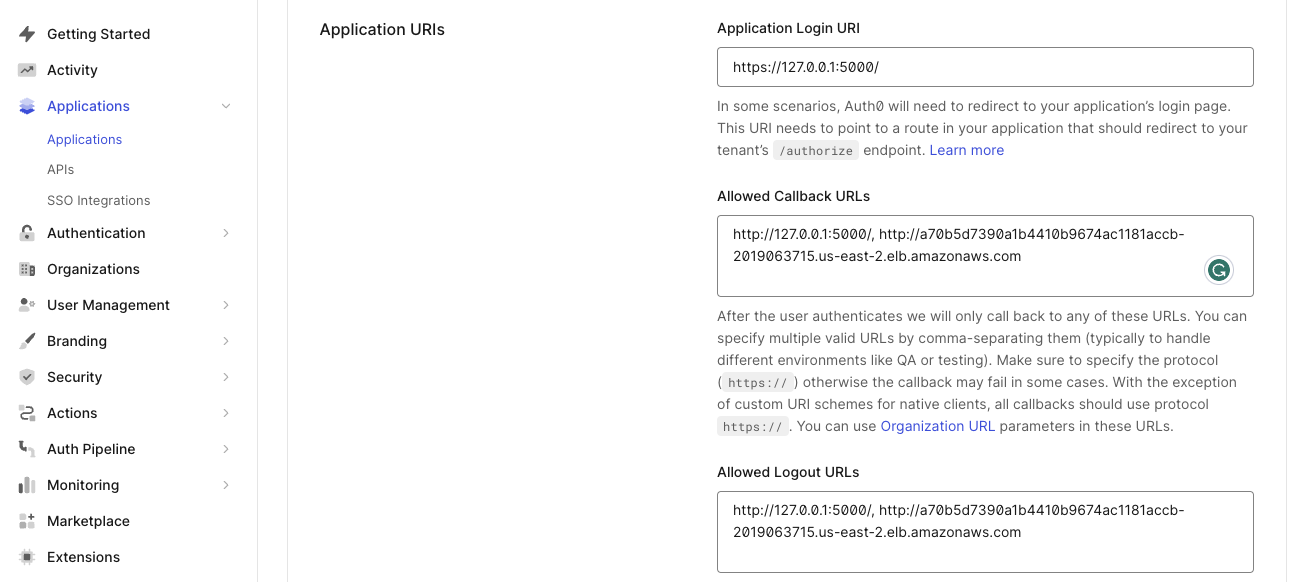 Getting Started
Activity
Applications
Applications
APIs
SSO Integrations
Authentication
Organizations
User Management
Branding
Security
Actions
Auth Pipeline
Monitoring
Marketplace
Extensions
Application URIs
Application Login URI
https://127.0.0.1:5000/
In some scenarios, Auth0 will need to redirect to your application’s login page.
This URI needs to point to a route in your application that should redirect to your
tenant’s /authorize endpoint. Learn more
Allowed Callback URLs
http://127.0.0.1:5000/, http://a70b5d7390a1b4410b9674ac1181accb-
2019063715.us-east-2.elb.amazonaws.com
After the user authenticates we will only call back to any of these URLs. You can
specify multiple valid URLs by comma-separating them (typically to handle
different environments like QA or testing). Make sure to specify the protocol
( https:// ) otherwise the callback may fail in some cases. With the exception
of custom URI schemes for native clients, all callbacks should use protocol
https:// . You can use Organization URL parameters in these URLs.
Allowed Logout URLs
http://127.0.0.1:5000/, http://a70b5d7390a1b4410b9674ac1181accb-
2019063715.us-east-2.elb.amazonaws.com